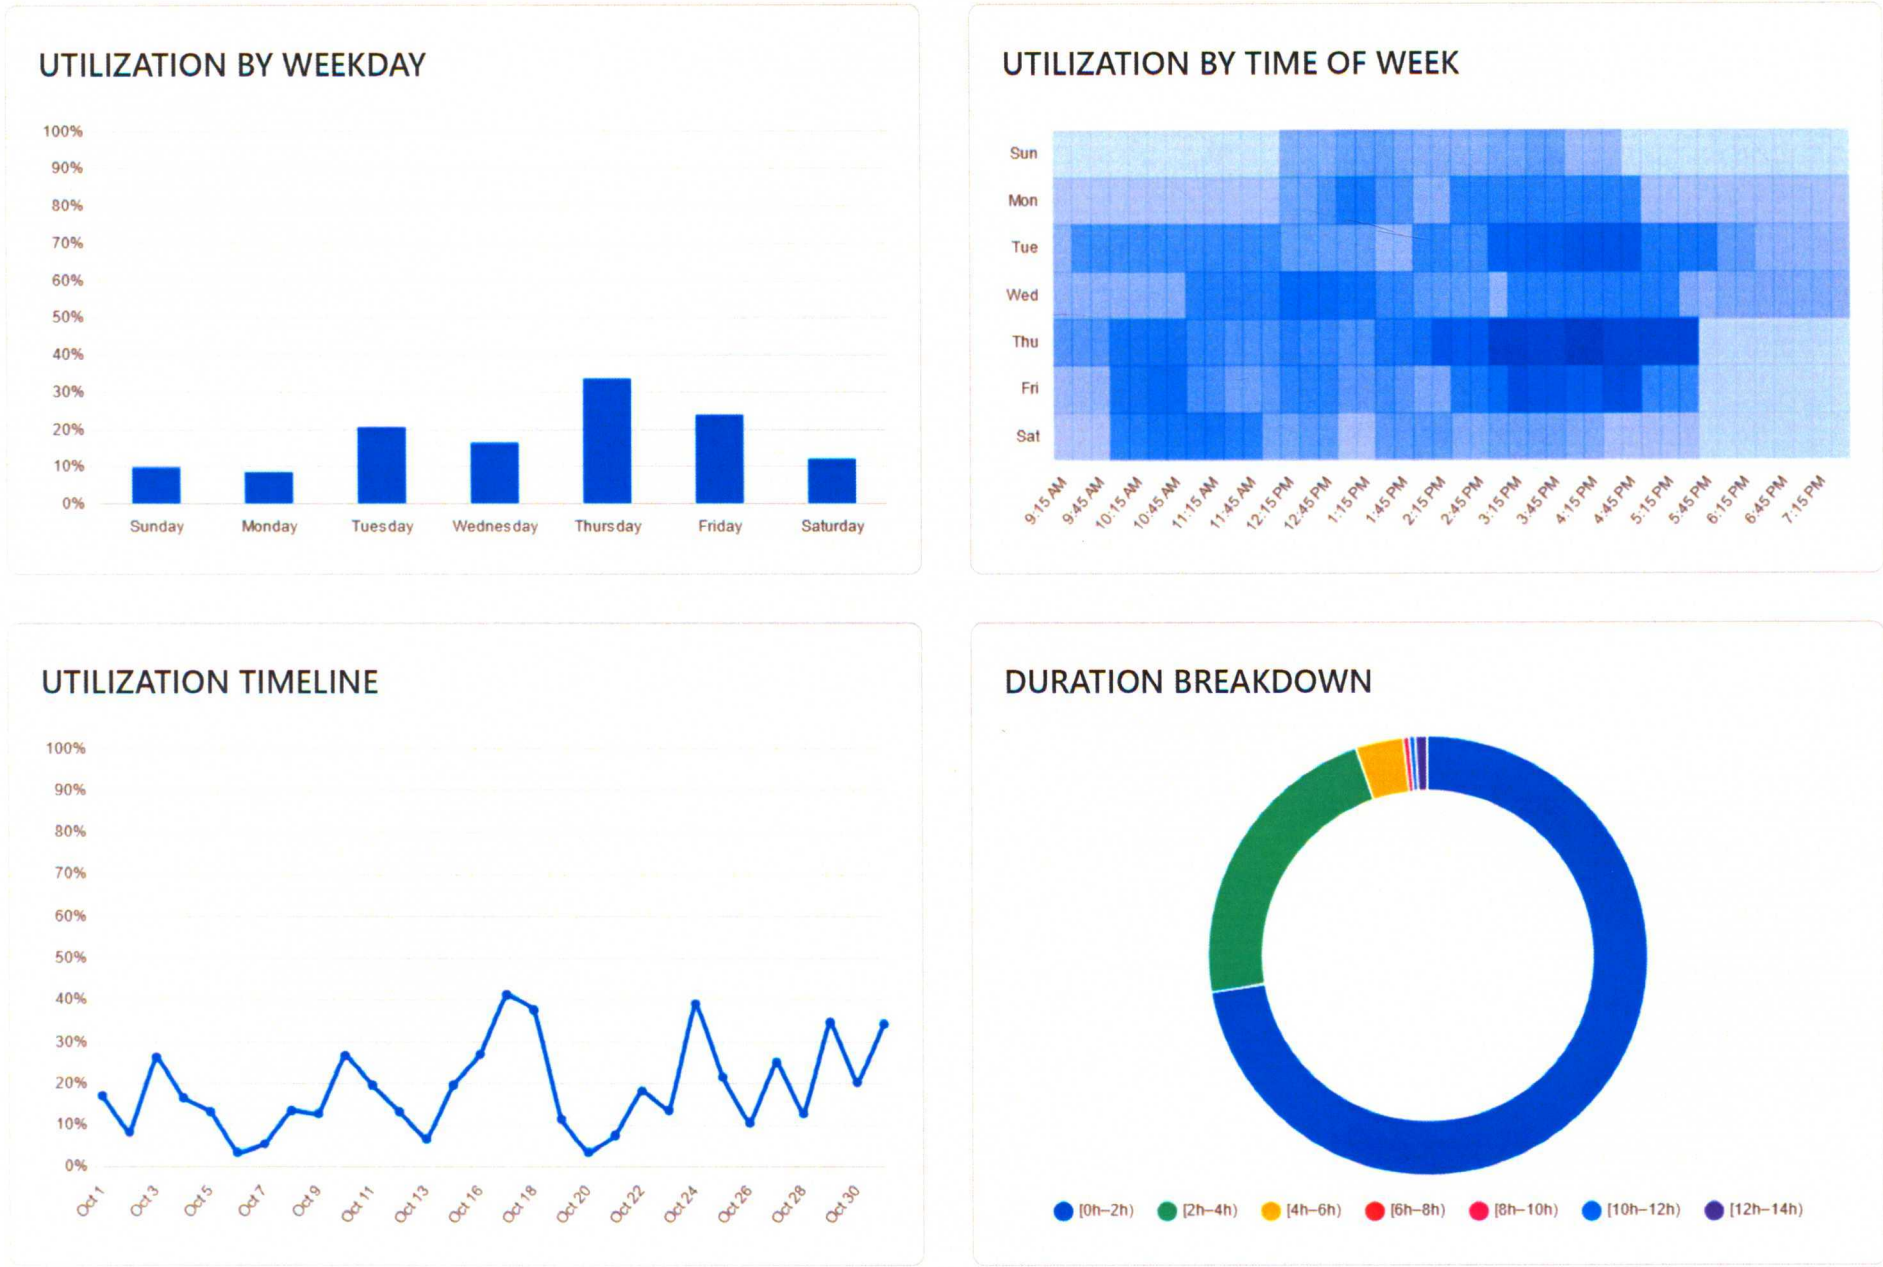 UTILIZATION BY WEEKDAY
100%
90%
80%
70%
60%
50%
40%
30%
20%
10%
0%
Sunday Monday Tuesday Wednesday Thursday Friday Saturday
UTILIZATION BY TIME OF WEEK
Sun
Mon
Tue
Wed
Thu
Fri
Sat
9:15 AM 9:45 AM 10:15 AM 10:45 AM 11:15 AM 11:45 AM 12:15 PM 12:45 PM 1:15 PM 1:45 PM 2:15 PM 2:45 PM 3:15 PM 3:45 PM 4:15 PM 4:45 PM 5:15 PM 5:45 PM 6:15 PM 6:45 PM 7:15 PM
UTILIZATION TIMELINE
100%
90%
80%
70%
60%
50%
40%
30%
20%
10%
0%
Oct 1 Oct 3 Oct 5 Oct 7 Oct 9 Oct 11 Oct 13 Oct 16 Oct 18 Oct 20 Oct 22 Oct 24 Oct 26 Oct 28 Oct 30
DURATION BREAKDOWN
[0h–2h) [2h–4h) [4h–6h) [6h–8h) [8h–10h) [10h–12h) [12h–14h)